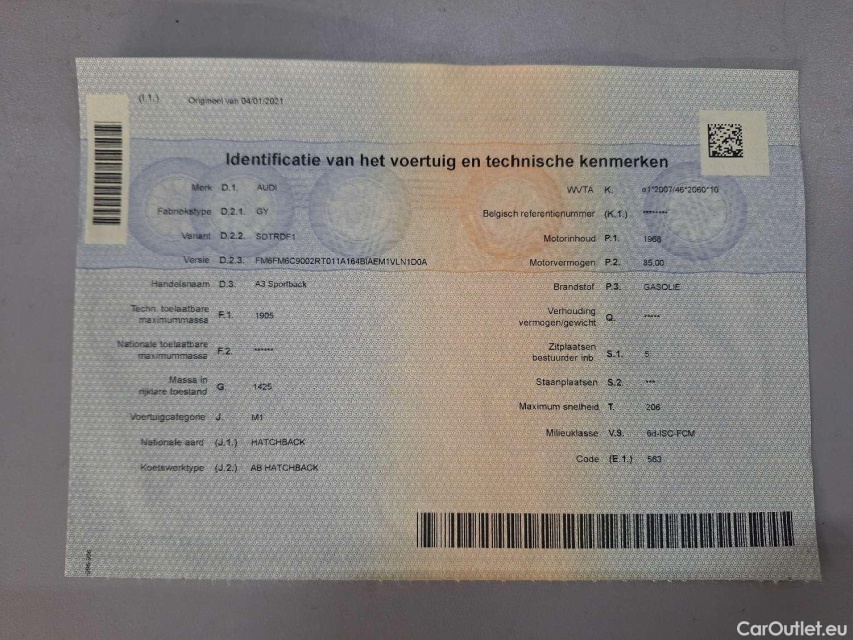 (I.1.) Origineel van 04/01/2021
Identificatie van het voertuig en technische kenmerken
Merk D.1. AUDI
Fabriekstype D.2.1. GY
Variant D.2.2. SDTRDF1
Versie D.2.3. FM6FM6C9002RT011A164BIAEM1VLN1D0A
Handelsnaam D.3. A3 Sportback
Techn. toelaatbare
maximummassa F.1. 1905
Nationale toelaatbare
maximummassa F.2. ******
Massa in
rijklare toestand G. 1425
Voertuigcategorie J. M1
Nationale aard (J.1.) HATCHBACK
Koetswerktype (J.2.) AB HATCHBACK
WVTA K. e1*2007/46*2060*10
Belgisch referentienummer (K.1.) ********
Motorinhoud P.1. 1968
Motorvermogen P.2. 85.00
Brandstof P.3. GASOLIE
Verhouding
vermogen/gewicht Q. *****
Zitplaatsen
bestuurder inb. S.1. 5
Staanplaatsen S.2. ***
Maximum snelheid T. 206
Milieuklasse V.9. 6d-ISC-FCM
Code (E.1.) 563
CarOutlet.eu